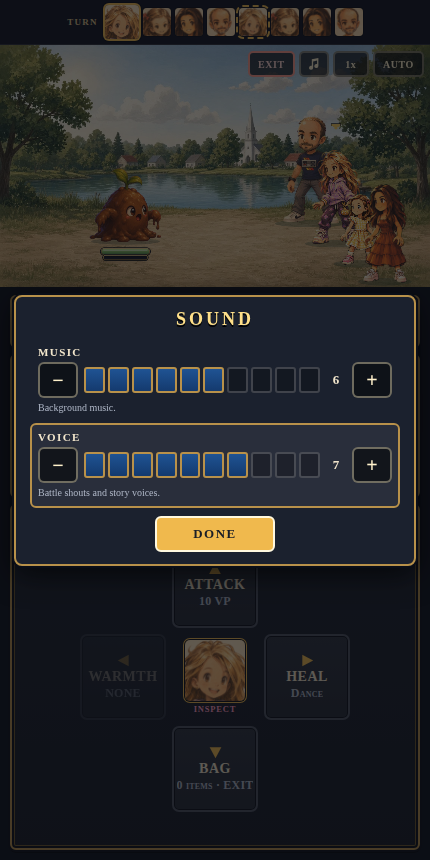 TURN
EXIT
1x
AUTO
SOUND
MUSIC
−
6
+
Background music.
VOICE
−
7
+
Battle shouts and story voices.
DONE
ATTACK
10 VP
WARMTH
NONE
INSPECT
HEAL
Dance
BAG
0 items · EXIT